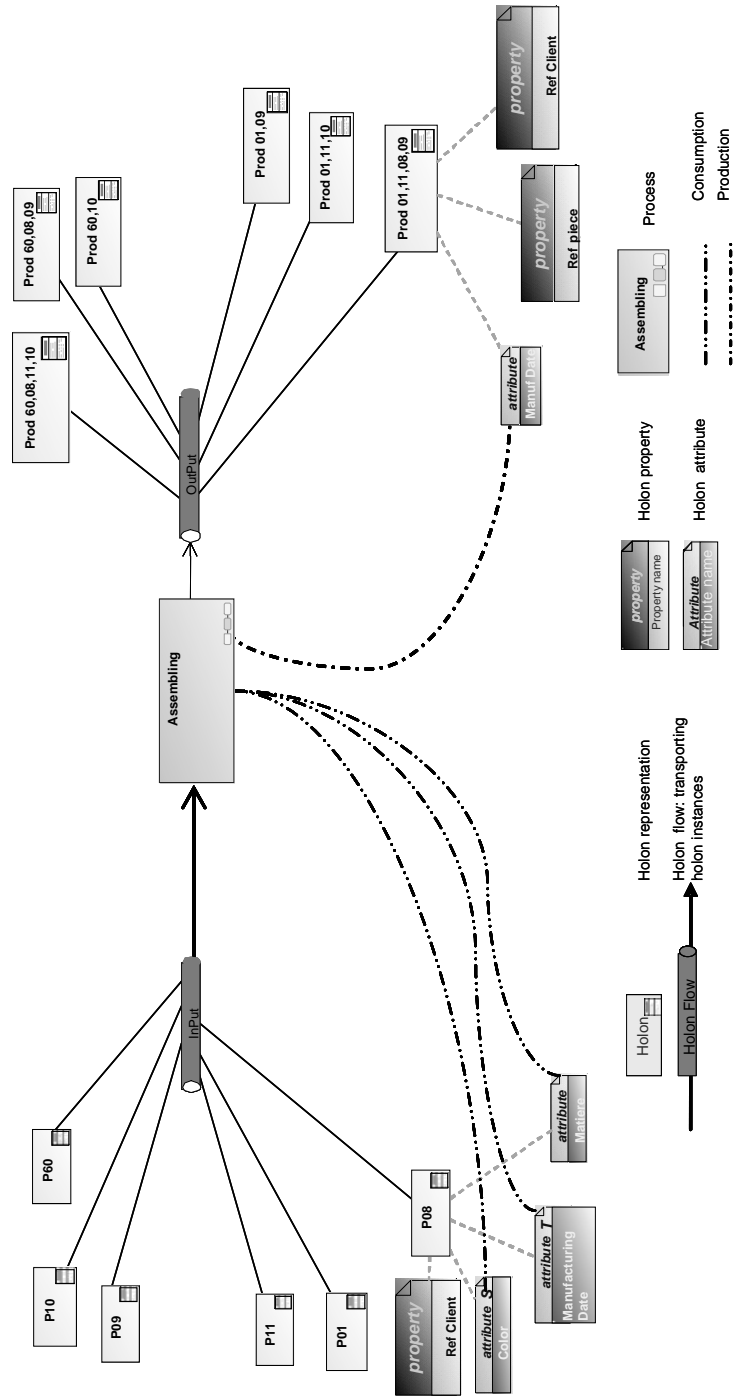 P60
P10
P09
P11
P01
P08
property
Ref Client
attribute S
Color
attribute T
Manufacturing
Date
attribute
Matiere
InPut
Assembling
OutPut
Prod 60,08,11,10
Prod 60,08,09
Prod 60,10
Prod 01,09
Prod 01,11,10
Prod 01,11,08,09
attribute
Manuf Date
property
Ref piece
property
Ref Client
Holon
Holon representation
Holon Flow
Holon flow: transporting
holon instances
property
Property name
Holon property
Attribute
Attribute name
Holon attribute
Assembling
Process
Consumption
Production